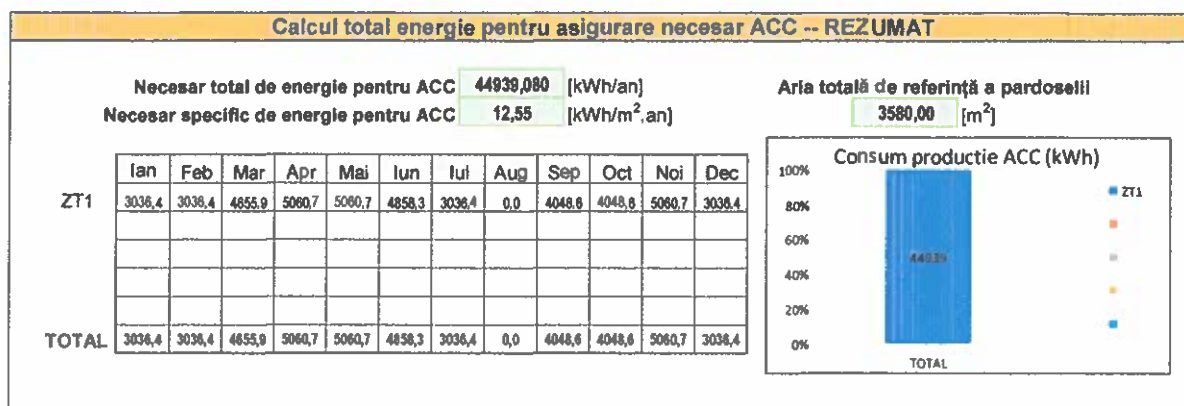 Calcul total energie pentru asigurare necesar ACC -- REZUMAT
Necesar total de energie pentru ACC 44939,080 [kWh/an]
Necesar specific de energie pentru ACC 12,55 [kWh/m².an]
Aria totală de referință a pardoselii
3580,00 [m²]
Ian Feb Mar Apr Mai Iun Iul Aug Sep Oct Noi Dec
ZT1 3036,4 3036,4 4655,9 5060,7 5060,7 4858,3 3036,4 0,0 4048,6 4048,6 5060,7 3036,4
TOTAL 3036,4 3036,4 4655,9 5060,7 5060,7 4858,3 3036,4 0,0 4048,6 4048,6 5060,7 3036,4
Consum productie ACC (kWh)
100%
80%
60%
40%
20%
0%
44939
TOTAL
ZT1